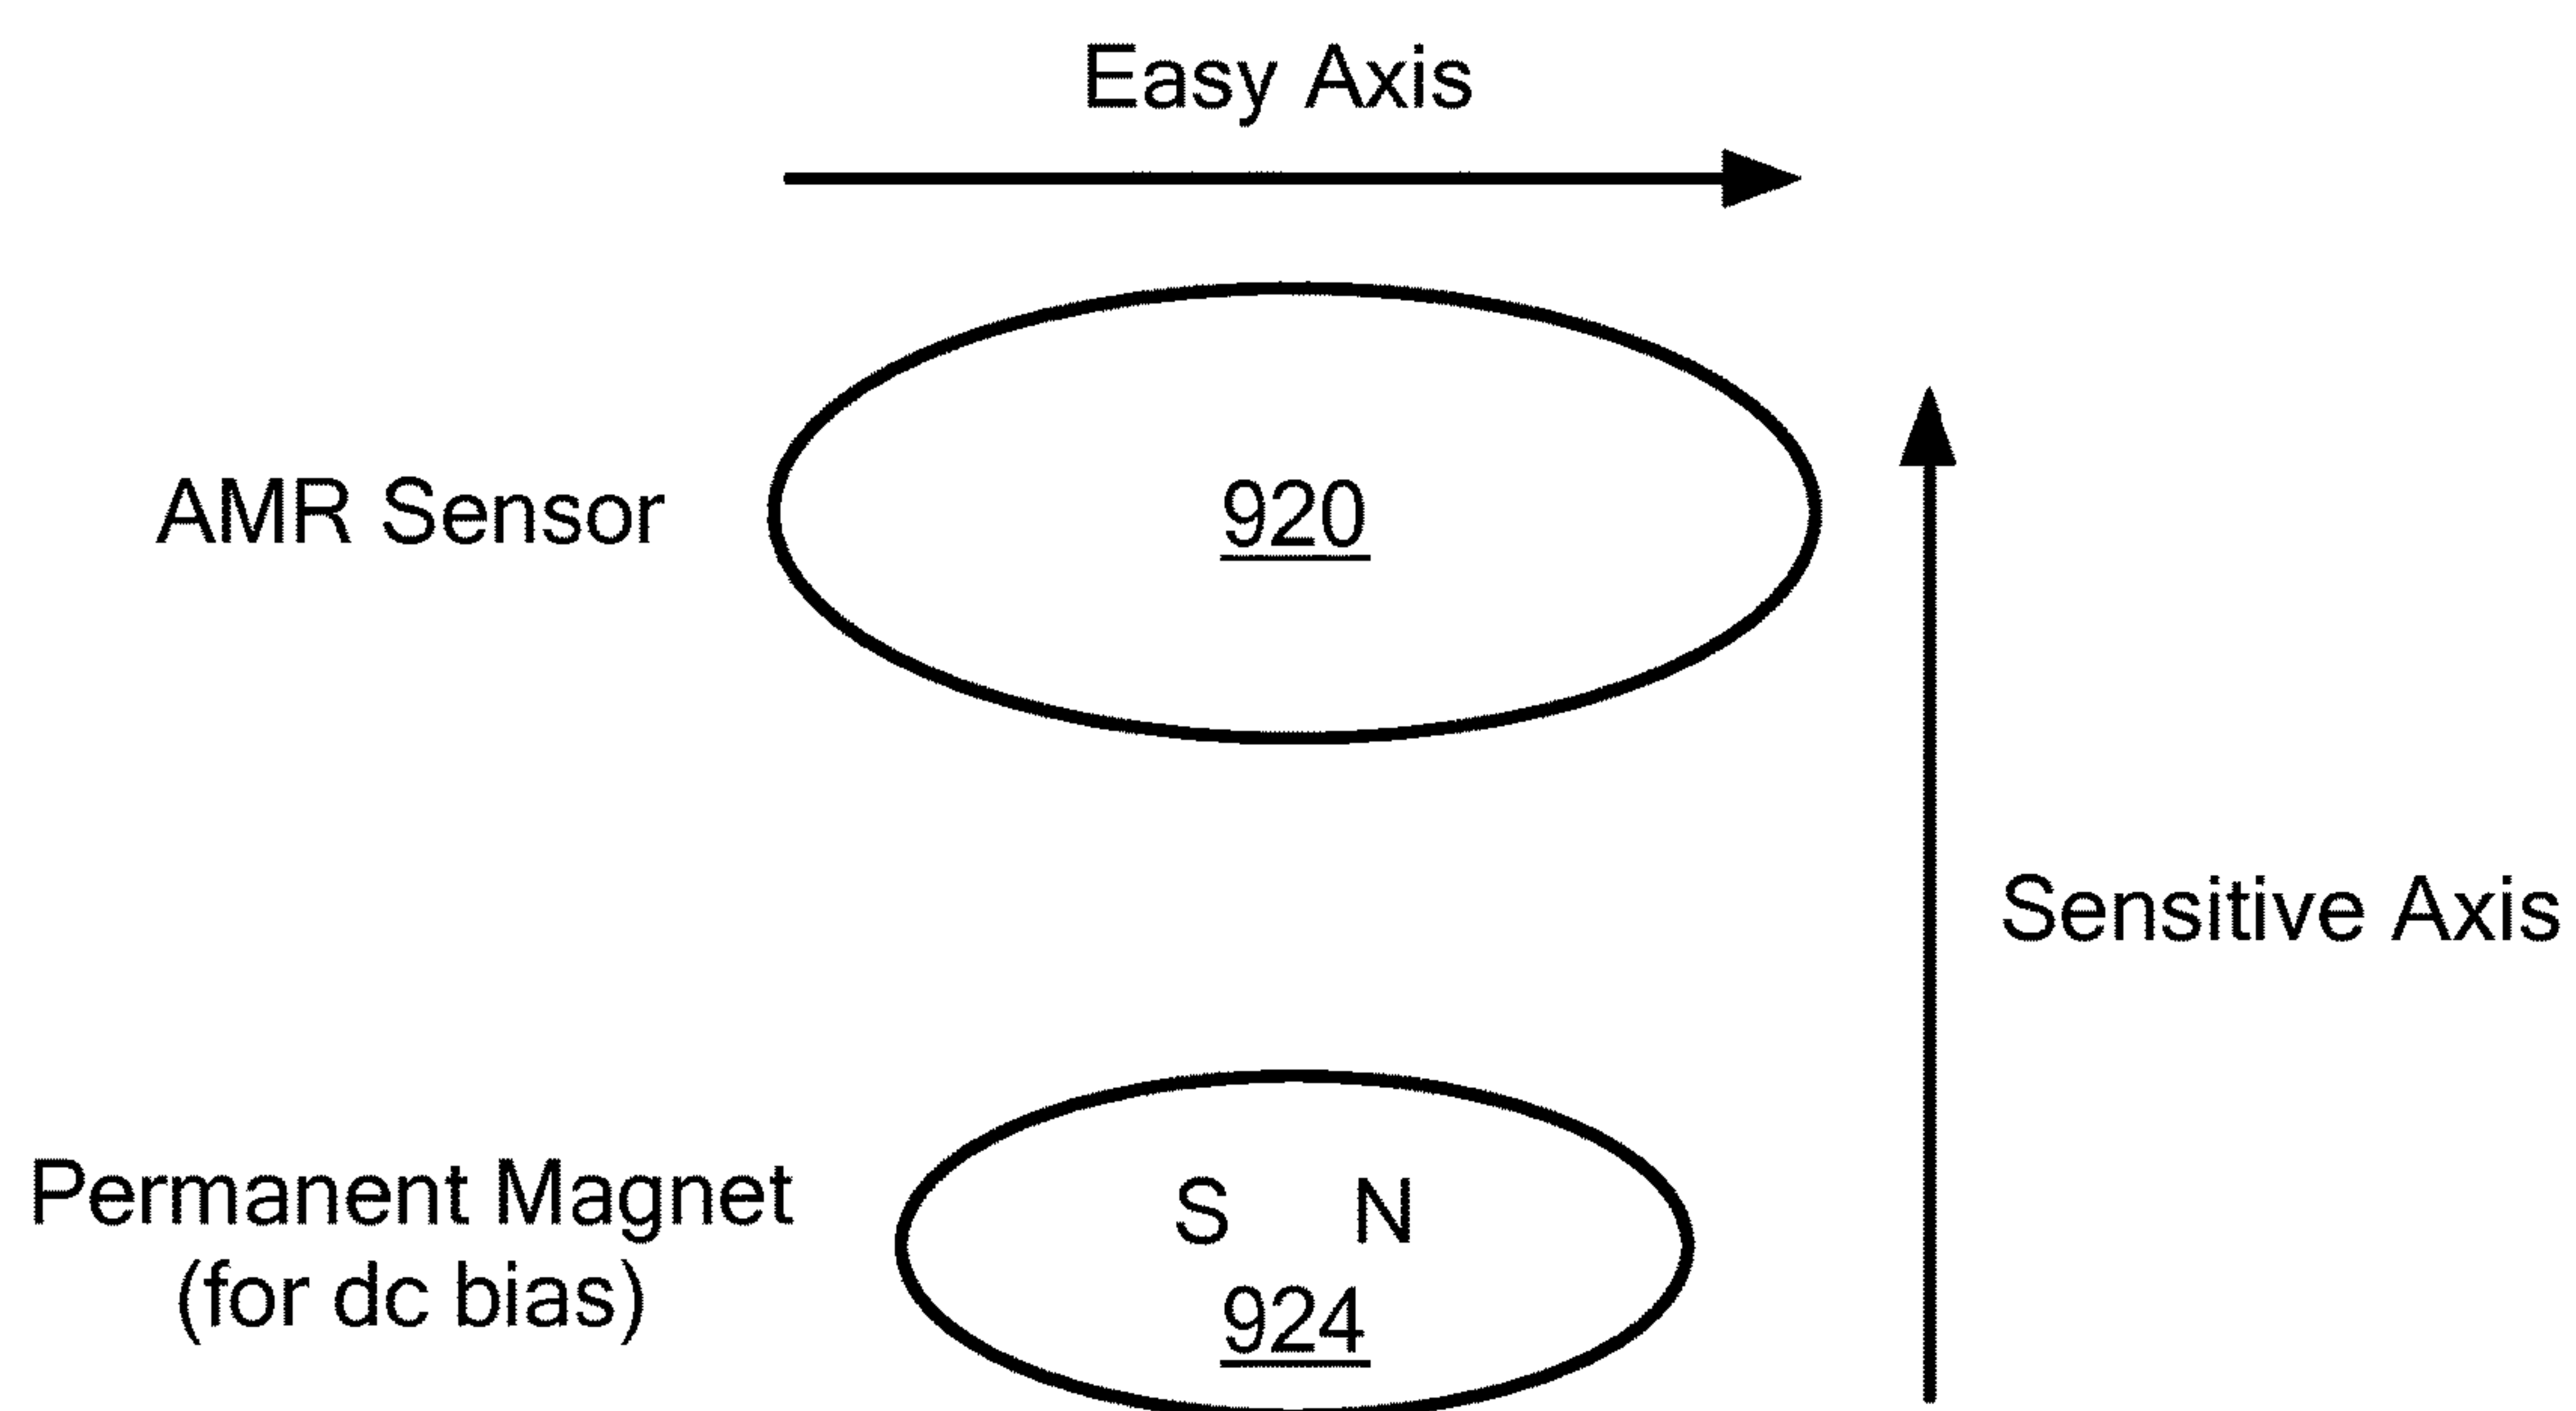 Easy Axis
AMR Sensor
920
Sensitive Axis
Permanent Magnet
(for dc bias)
S N
924